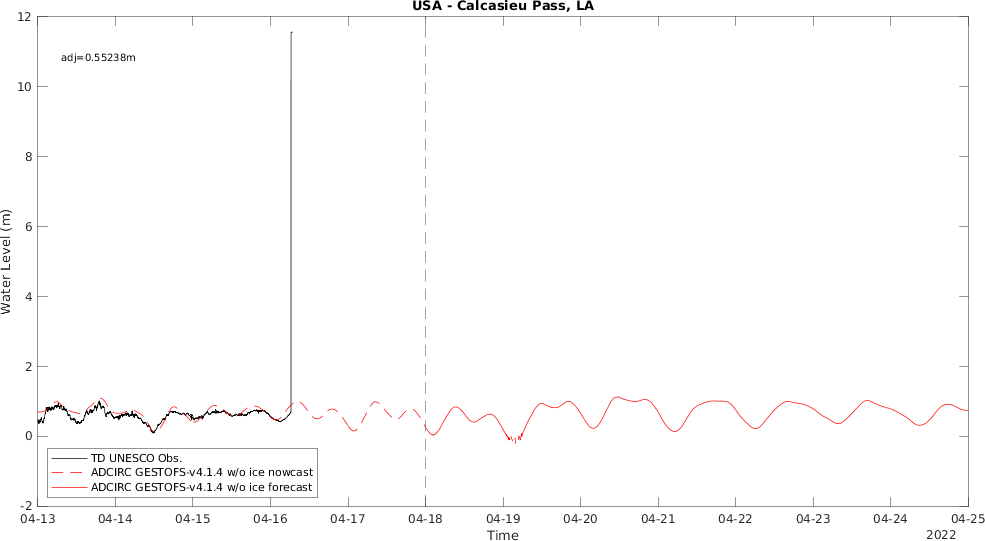 USA - Calcasieu Pass, LA
12
10
8
6
4
2
0
-2
adj=0.55238m
Water Level (m)
TD UNESCO Obs.
ADCIRC GESTOFS-v4.1.4 w/o ice nowcast
ADCIRC GESTOFS-v4.1.4 w/o ice forecast
04-13 04-14 04-15 04-16 04-17 04-18 04-19 04-20 04-21 04-22 04-23 04-24 04-25
Time
2022